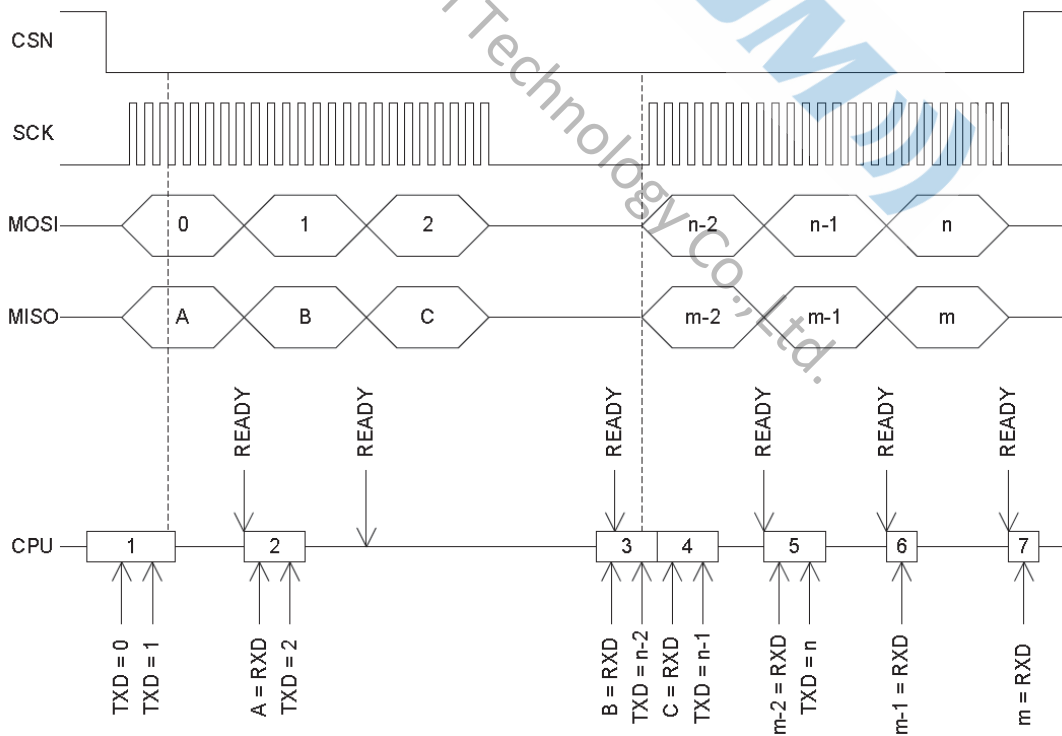 CSN
SCK
MOSI
0
1
2
n-2
n-1
n
MISO
A
B
C
m-2
m-1
m
READY
READY
READY
READY
READY
READY
CPU
1
2
3
4
5
6
7
TXD = 0
TXD = 1
A = RXD
TXD = 2
B = RXD
TXD = n-2
C = RXD
TXD = n-1
m-2 = RXD
TXD = n
m-1 = RXD
m = RXD
Technology Co., Ltd.